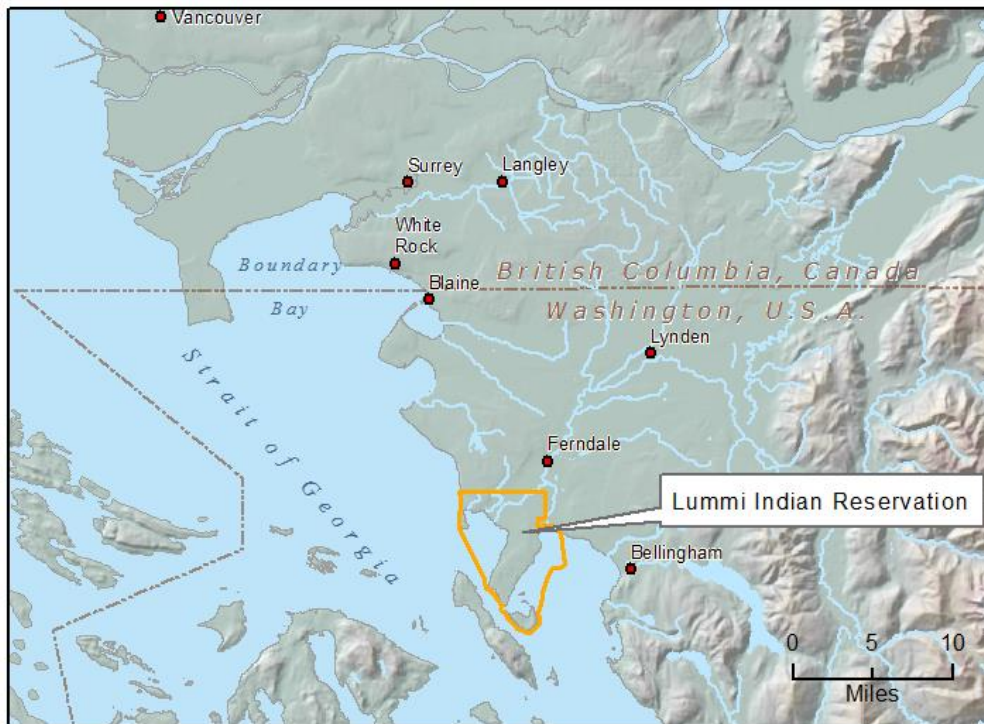 Vancouver
Surrey
Langley
White
Rock
Boundary
Bay
Blaine
British Columbia, Canada
Washington, U.S.A.
Lynden
Strait of Georgia
Ferndale
Lummi Indian Reservation
Bellingham
0 5 10
Miles